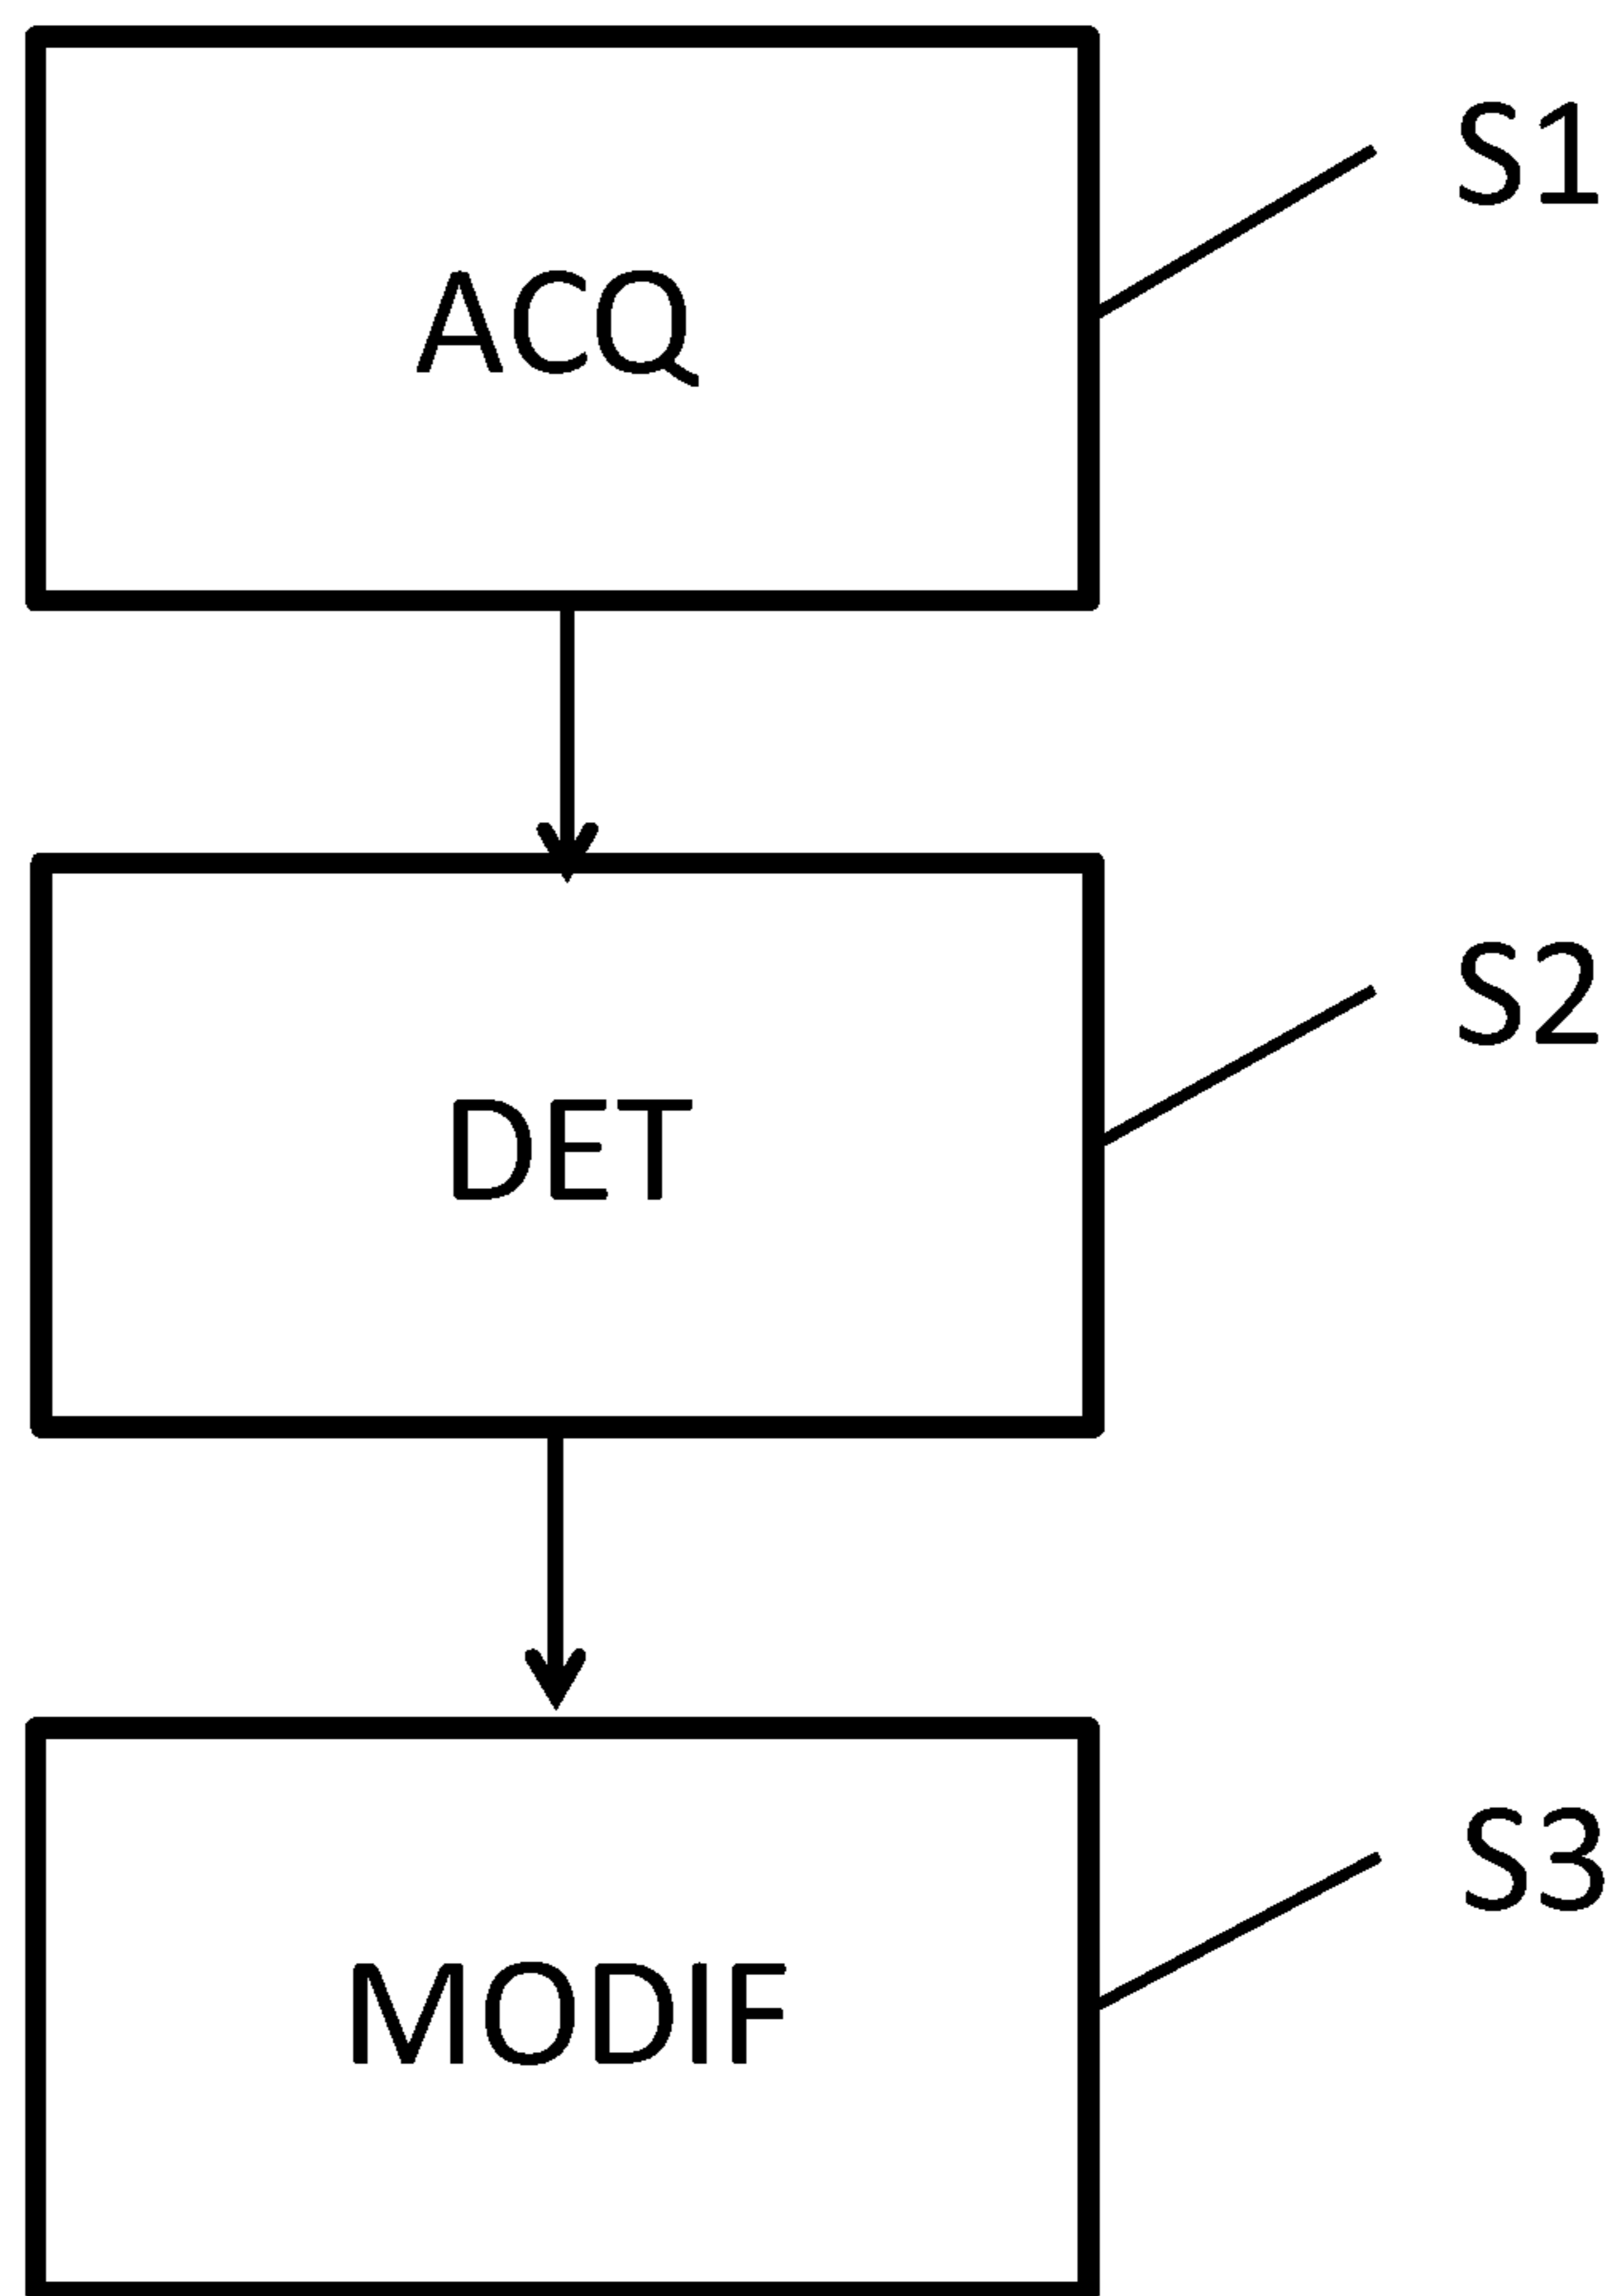 S1
ACQ
S2
DET
S3
MODIF